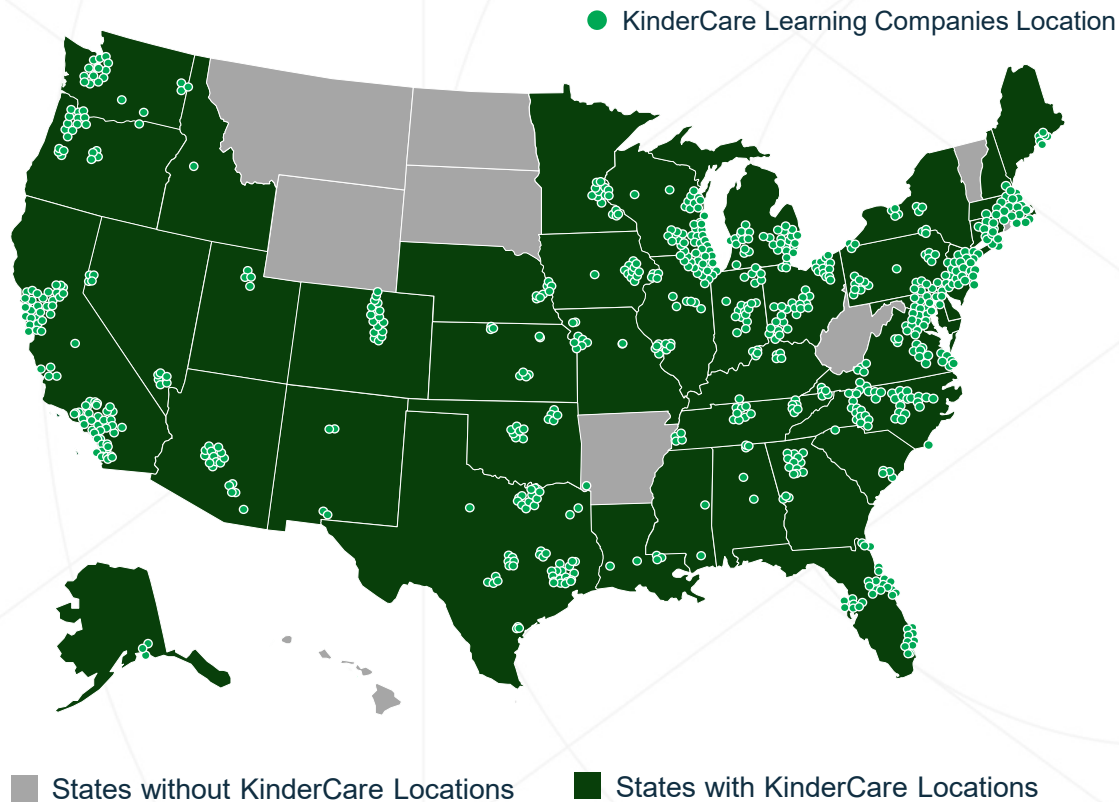 KinderCare Learning Companies Location
States without KinderCare Locations
States with KinderCare Locations